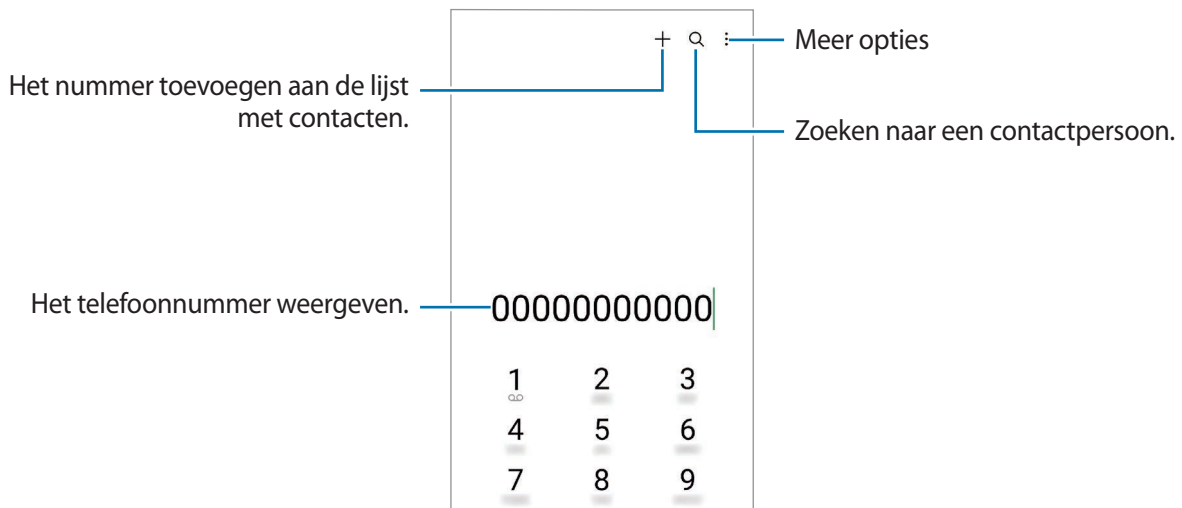 Meer opties
Het nummer toevoegen aan de lijst
met contacten.
Zoeken naar een contactpersoon.
Het telefoonnummer weergeven.
00000000000
1 2 3
4 5 6
7 8 9